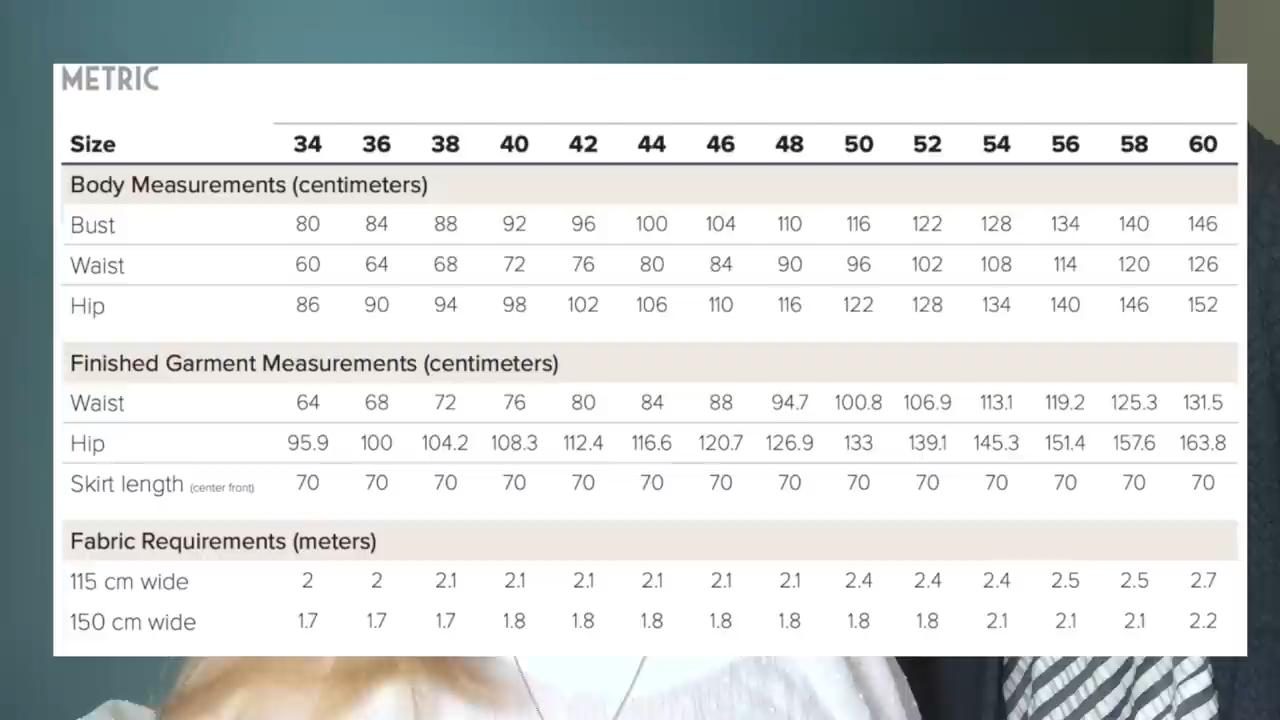 METRIC
Size 34 36 38 40 42 44 46 48 50 52 54 56 58 60
Body Measurements (centimeters)
Bust 80 84 88 92 96 100 104 110 116 122 128 134 140 146
Waist 60 64 68 72 76 80 84 90 96 102 108 114 120 126
Hip 86 90 94 98 102 106 110 116 122 128 134 140 146 152
Finished Garment Measurements (centimeters)
Waist 64 68 72 76 80 84 88 94.7 100.8 106.9 113.1 119.2 125.3 131.5
Hip 95.9 100 104.2 108.3 112.4 116.6 120.7 126.9 133 139.1 145.3 151.4 157.6 163.8
Skirt length (center front) 70 70 70 70 70 70 70 70 70 70 70 70 70 70
Fabric Requirements (meters)
115 cm wide 2 2 2.1 2.1 2.1 2.1 2.1 2.1 2.4 2.4 2.4 2.5 2.5 2.7
150 cm wide 1.7 1.7 1.7 1.8 1.8 1.8 1.8 1.8 1.8 1.8 2.1 2.1 2.1 2.2